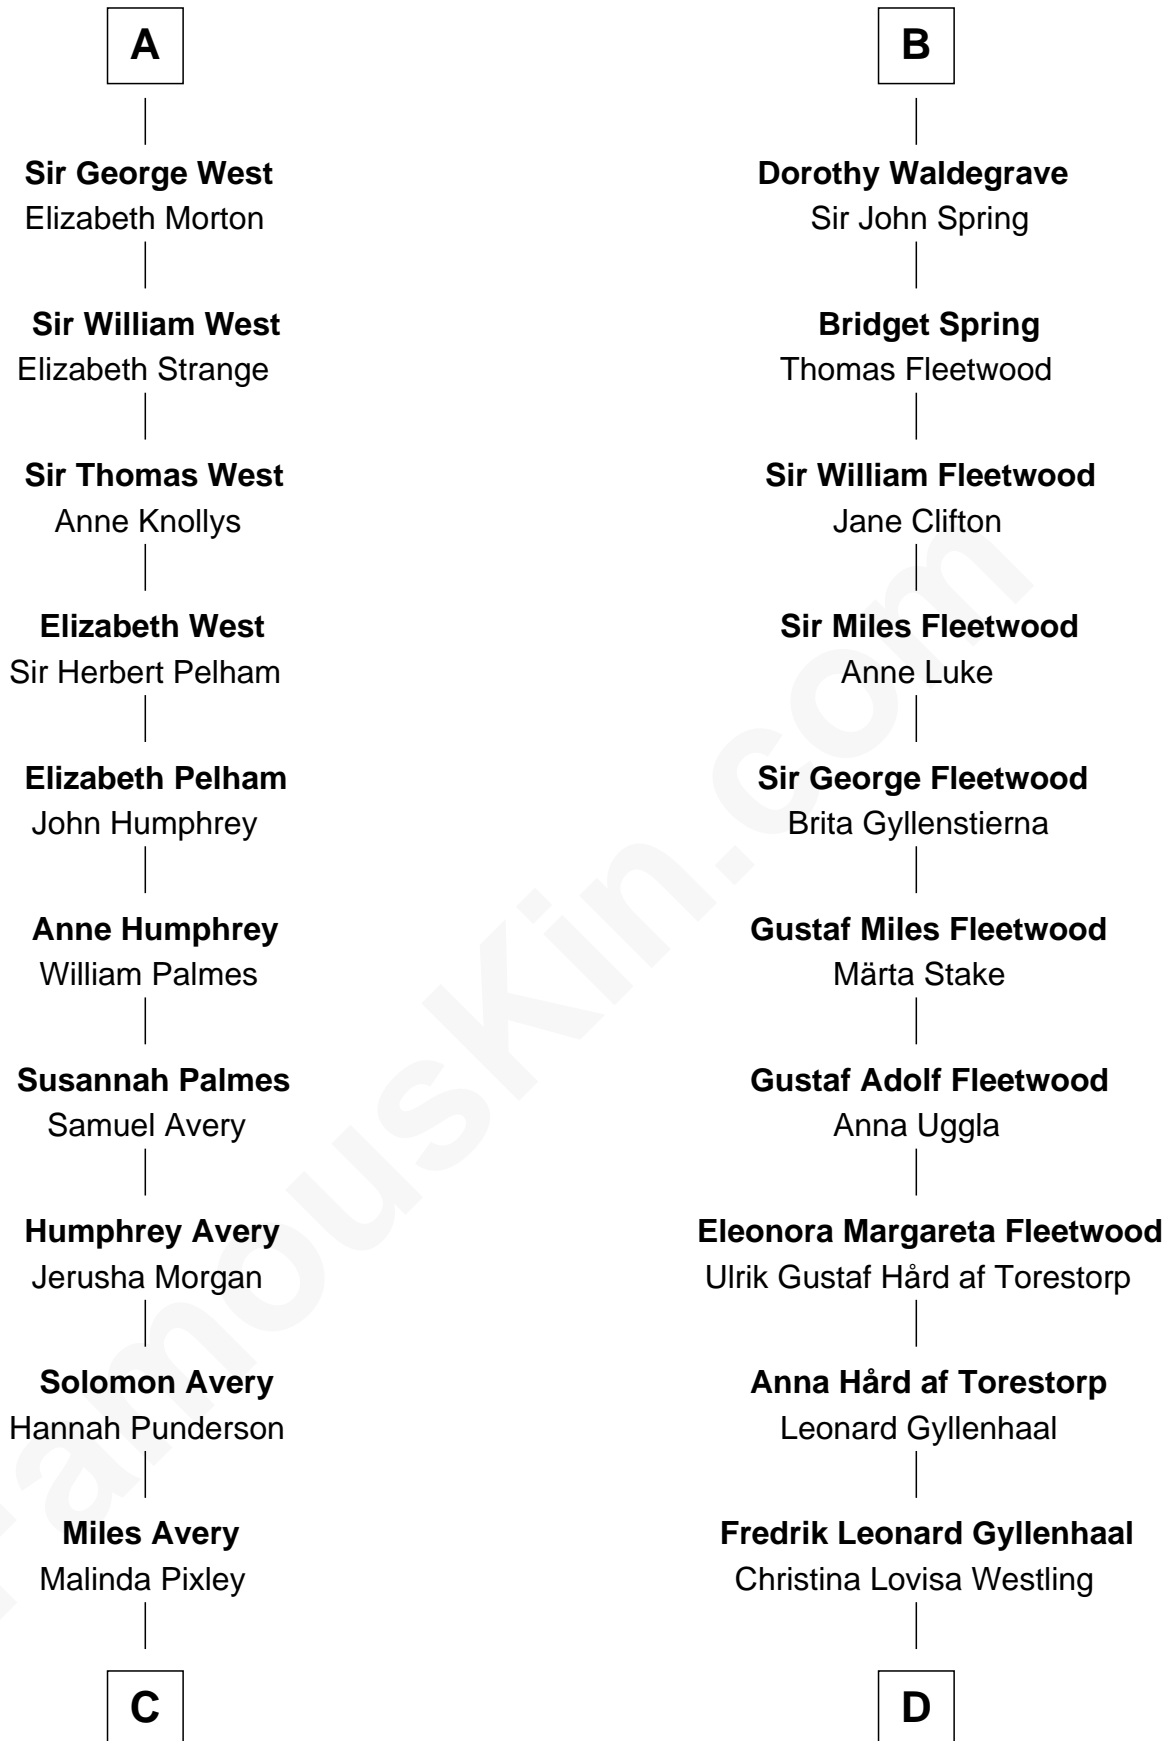 A
Sir George West
Elizabeth Morton
Sir William West
Elizabeth Strange
Sir Thomas West
Anne Knollys
Elizabeth West
Sir Herbert Pelham
Elizabeth Pelham
John Humphrey
Anne Humphrey
William Palmes
Susannah Palmes
Samuel Avery
Humphrey Avery
Jerusha Morgan
Solomon Avery
Hannah Punderson
Miles Avery
Malinda Pixley
C
B
Dorothy Waldegrave
Sir John Spring
Bridget Spring
Thomas Fleetwood
Sir William Fleetwood
Jane Clifton
Sir Miles Fleetwood
Anne Luke
Sir George Fleetwood
Brita Gyllenstierna
Gustaf Miles Fleetwood
Märta Stake
Gustaf Adolf Fleetwood
Anna Uggla
Eleonora Margareta Fleetwood
Ulrik Gustaf Hård af Torestorp
Anna Hård af Torestorp
Leonard Gyllenhaal
Fredrik Leonard Gyllenhaal
Christina Lovisa Westling
D
FamousKin.com